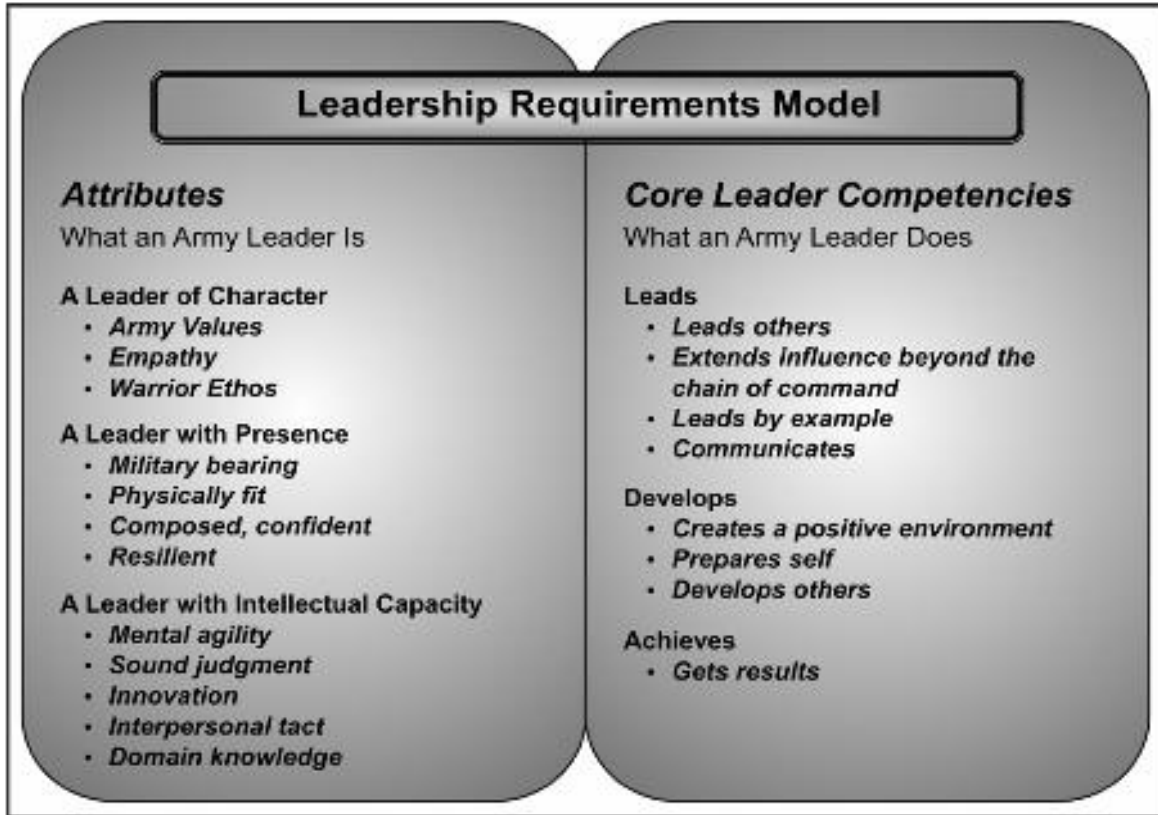 Leadership Requirements Model
Attributes
What an Army Leader Is
A Leader of Character
• Army Values
• Empathy
• Warrior Ethos
A Leader with Presence
• Military bearing
• Physically fit
• Composed, confident
• Resilient
A Leader with Intellectual Capacity
• Mental agility
• Sound judgment
• Innovation
• Interpersonal tact
• Domain knowledge
Core Leader Competencies
What an Army Leader Does
Leads
• Leads others
• Extends influence beyond the
chain of command
• Leads by example
• Communicates
Develops
• Creates a positive environment
• Prepares self
• Develops others
Achieves
• Gets results